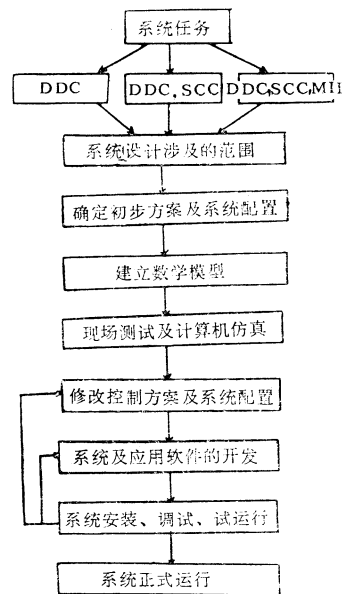 系统任务
DDC
DDC,SCC
DDC,SCC,MIS
系统设计涉及的范围
确定初步方案及系统配置
建立数学模型
现场测试及计算机仿真
修改控制方案及系统配置
系统及应用软件的开发
系统安装、调试、试运行
系统正式运行